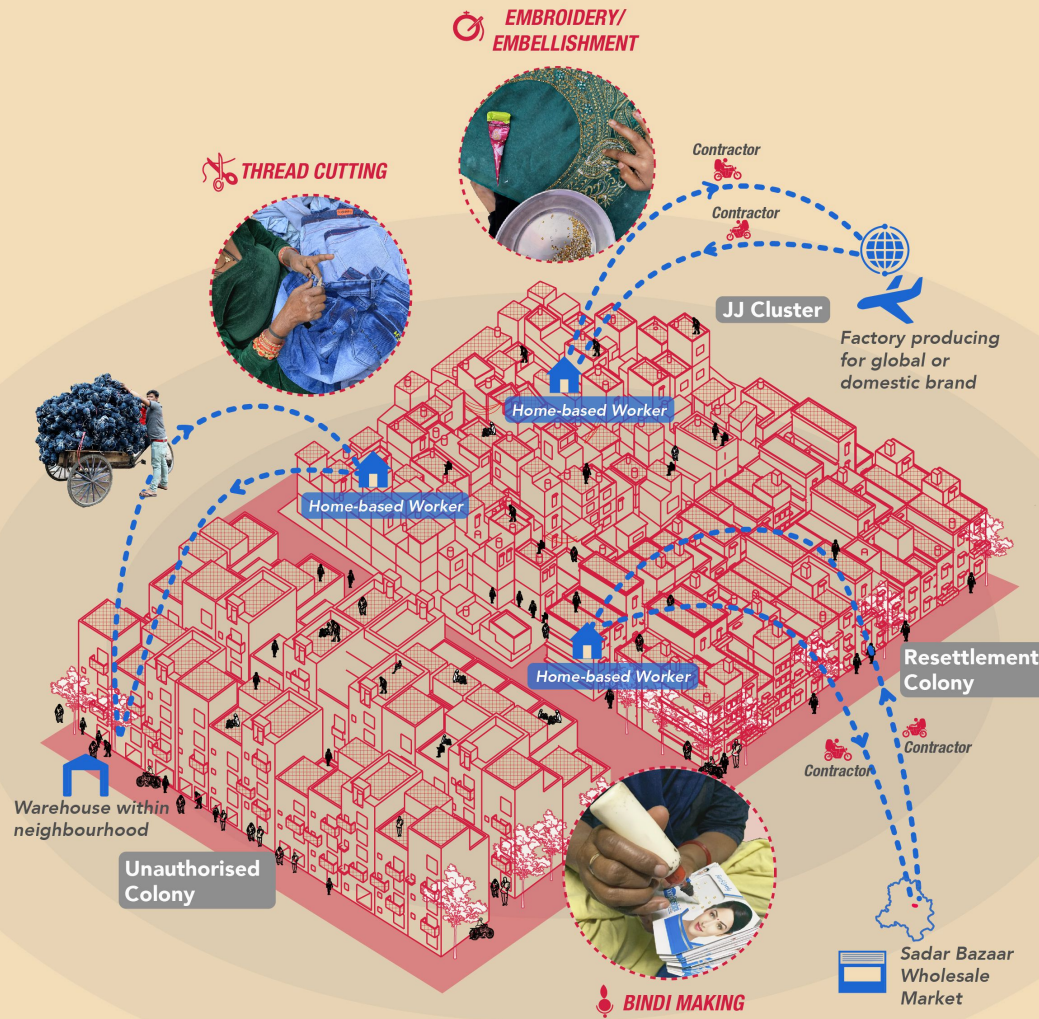 EMBROIDERY/
EMBELLISHMENT
THREAD CUTTING
Contractor
Contractor
JJ Cluster
Factory producing
for global or
domestic brand
Home-based Worker
Home-based Worker
Home-based Worker
Resettlement
Colony
Contractor
Contractor
Warehouse within
neighbourhood
Unauthorised
Colony
Sadar Bazaar
Wholesale
Market
BINDI MAKING